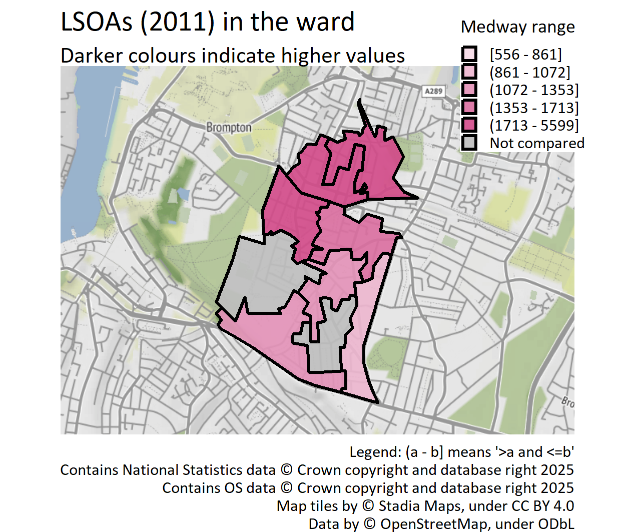 LSOAs (2011) in the ward
Darker colours indicate higher values
Medway range
[556 - 861]
(861 - 1072]
(1072 - 1353]
(1353 - 1713]
(1713 - 5599]
Not compared
A289
Brompton
Bro
Legend: (a - b] means '>a and <=b'
Contains National Statistics data © Crown copyright and database right 2025
Contains OS data © Crown copyright and database right 2025
Map tiles by © Stadia Maps, under CC BY 4.0
Data by © OpenStreetMap, under ODbL